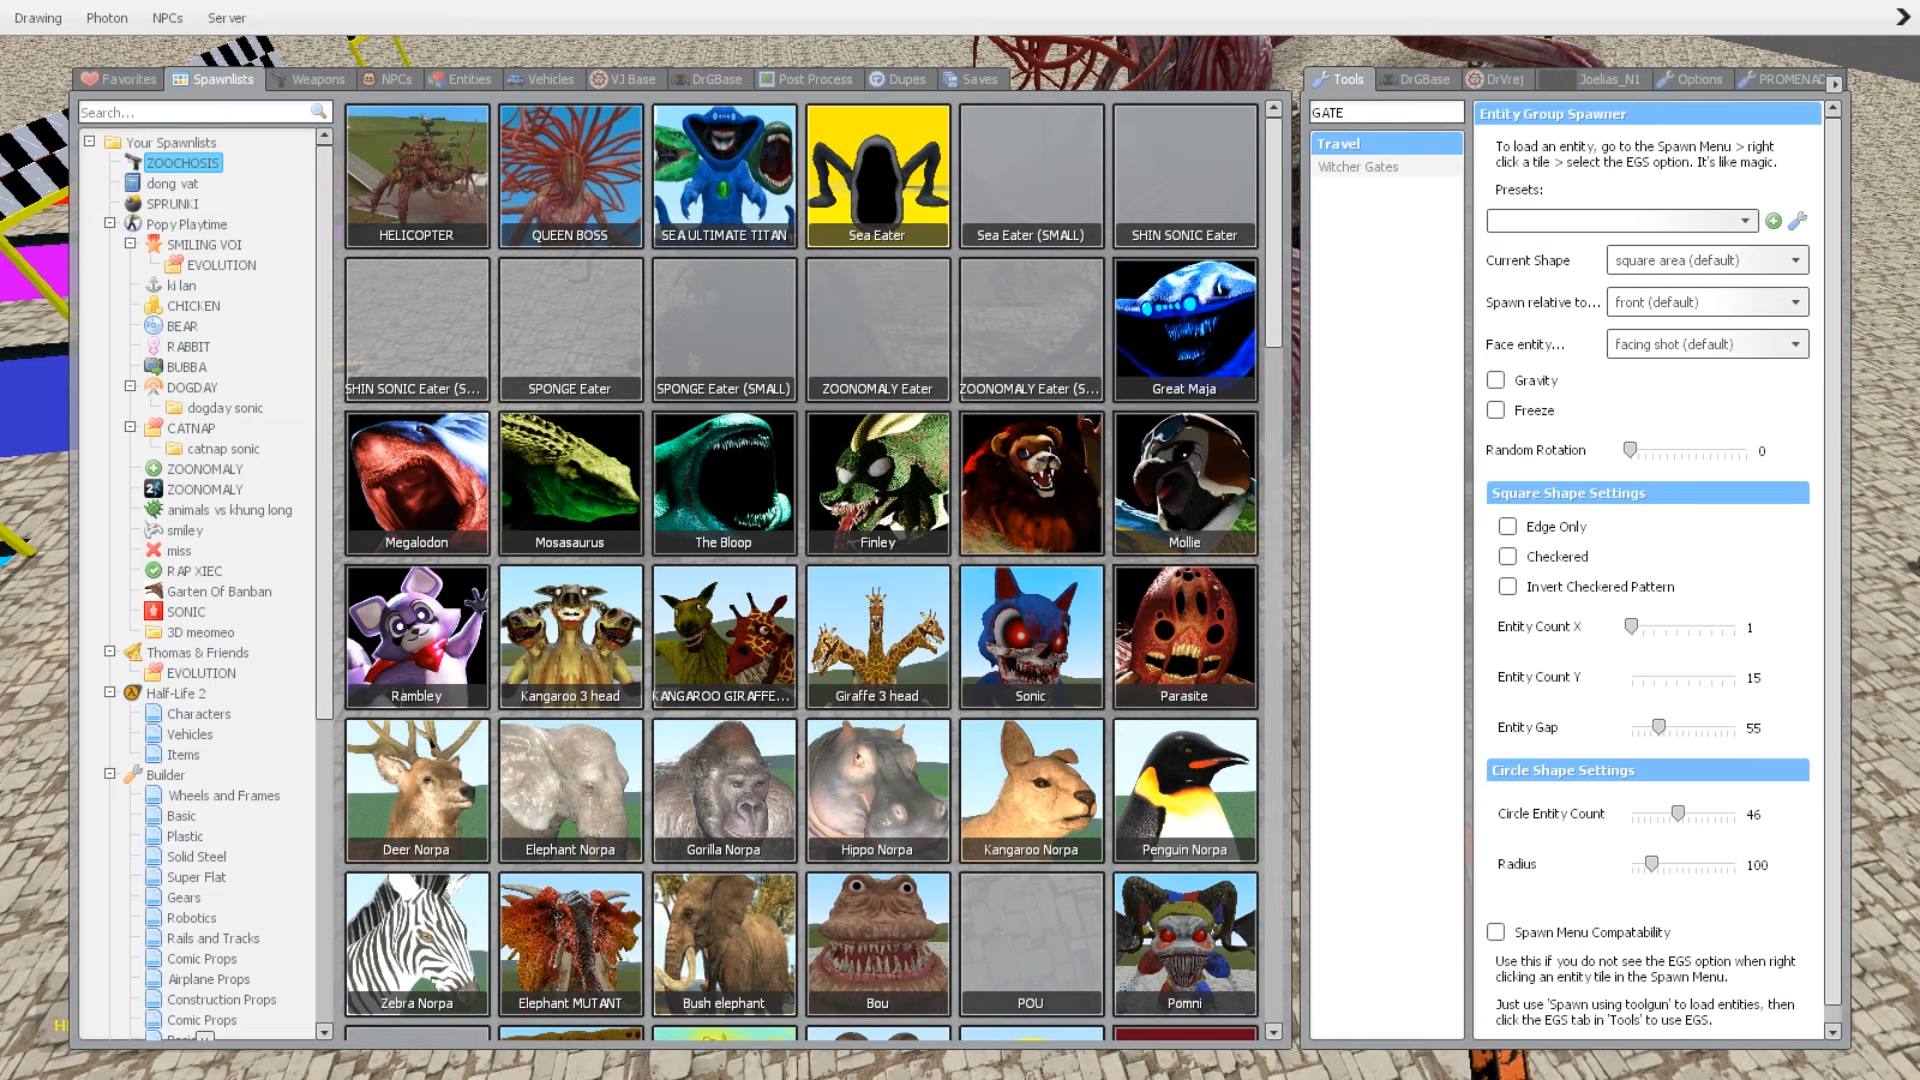 Drawing Photon NPCs Server
Favorites Spawnlists Weapons NPCs Entities Vehicles VJ Base DrGBase Post Process Dupes Saves
Search...
Your Spawnlists
ZOOCHOSIS
dong vat
SPRUNKI
Popy Playtime
SMILING VOI
EVOLUTION
ki lan
CHICKEN
BEAR
RABBIT
BUBBA
DOGDAY
dogday sonic
CATNAP
catnap sonic
ZOONOMALY
ZOONOMALY
animals vs khung long
smiley
miss
RAP XIEC
Garten Of Banban
SONIC
3D meomeo
Thomas & Friends
EVOLUTION
Half-Life 2
Characters
Vehicles
Items
Builder
Wheels and Frames
Basic
Plastic
Solid Steel
Super Flat
Gears
Robotics
Rails and Tracks
Comic Props
Airplane Props
Construction Props
Comic Props
HELICOPTER QUEEN BOSS SEA ULTIMATE TITAN Sea Eater Sea Eater (SMALL) SHIN SONIC Eater
SHIN SONIC Eater (S... SPONGE Eater SPONGE Eater (SMALL) ZOONOMALY Eater ZOONOMALY Eater (S... Great Maja
Megalodon Mosasaurus The Bloop Finley Mollie
Rambley Kangaroo 3 head KANGAROO GIRAFFE... Giraffe 3 head Sonic Parasite
Deer Norpa Elephant Norpa Gorilla Norpa Hippo Norpa Kangaroo Norpa Penguin Norpa
Zebra Norpa Elephant MUTANT Bush elephant Bou POU Pomni
Tools DrGBase DrVrej Joelias_N1 Options PROMENAD
GATE
Travel
Witcher Gates
Entity Group Spawner
To load an entity, go to the Spawn Menu > right
click a tile > select the EGS option. It's like magic.
Presets:
Current Shape square area (default)
Spawn relative to... front (default)
Face entity... facing shot (default)
Gravity
Freeze
Random Rotation 0
Square Shape Settings
Edge Only
Checkered
Invert Checkered Pattern
Entity Count X 1
Entity Count Y 15
Entity Gap 55
Circle Shape Settings
Circle Entity Count 46
Radius 100
Spawn Menu Compatability
Use this if you do not see the EGS option when right
clicking an entity tile in the Spawn Menu.
Just use 'Spawn using toolgun' to load entities, then
click the EGS tab in 'Tools' to use EGS.